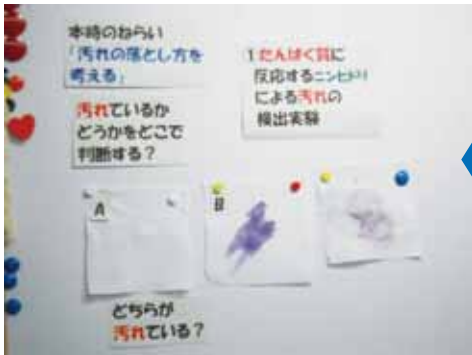 本時のねらい
「汚れの落とし方を
考える」
汚れているか
どうかをどこで
判断する？
1 たんぱく質に
反応するニンヒドリン
による汚れの
検出実験
A
B
どちらが
汚れている？